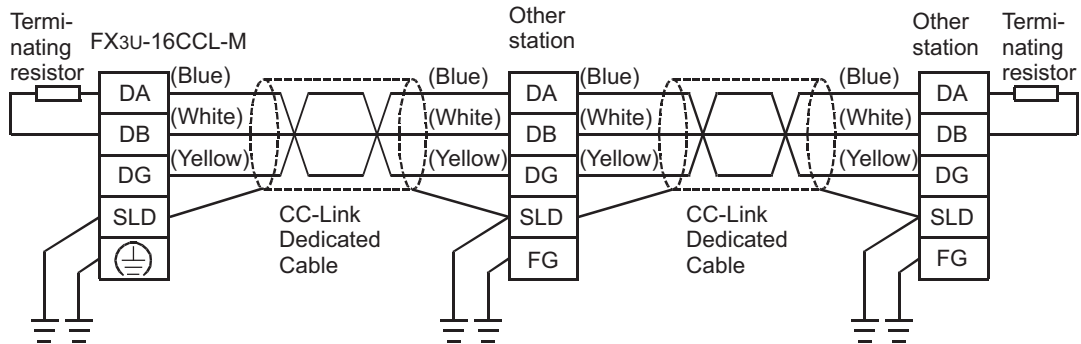 Termi-
nating
resistor
FX3U-16CCL-M
DA
DB
DG
SLD
(Blue)
(White)
(Yellow)
CC-Link
Dedicated
Cable
(Blue)
(White)
(Yellow)
Other
station
DA
DB
DG
SLD
FG
(Blue)
(White)
(Yellow)
CC-Link
Dedicated
Cable
(Blue)
(White)
(Yellow)
Other
station
DA
DB
DG
SLD
FG
Termi-
nating
resistor